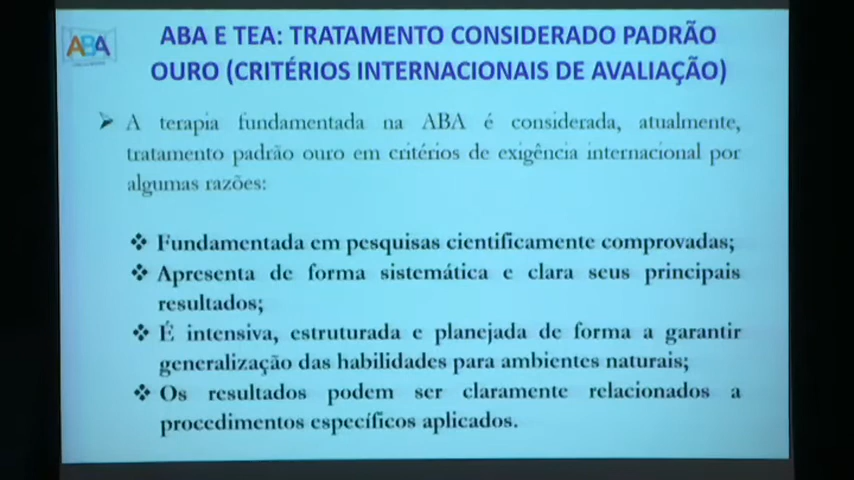 ABA
ABA E TEA: TRATAMENTO CONSIDERADO PADRÃO
OURO (CRITÉRIOS INTERNACIONAIS DE AVALIAÇÃO)
➤ A terapia fundamentada na ABA é considerada, atualmente,
tratamento padrão ouro em critérios de exigência internacional por
algumas razões:
❖ Fundamentada em pesquisas cientificamente comprovadas;
❖ Apresenta de forma sistemática e clara seus principais
resultados;
❖ É intensiva, estruturada e planejada de forma a garantir
generalização das habilidades para ambientes naturais;
❖ Os resultados podem ser claramente relacionados a
procedimentos específicos aplicados.